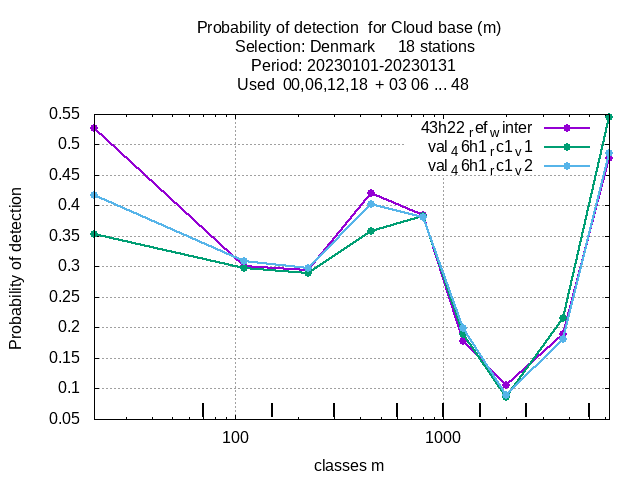 Probability of detection for Cloud base (m)
Selection: Denmark 18 stations
Period: 20230101-20230131
Used 00,06,12,18 + 03 06 ... 48
43h22_ref_winter
val_46h1_rc1_v1
val_46h1_rc1_v2
Probability of detection
0.55
0.5
0.45
0.4
0.35
0.3
0.25
0.2
0.15
0.1
0.05
100 1000
classes m